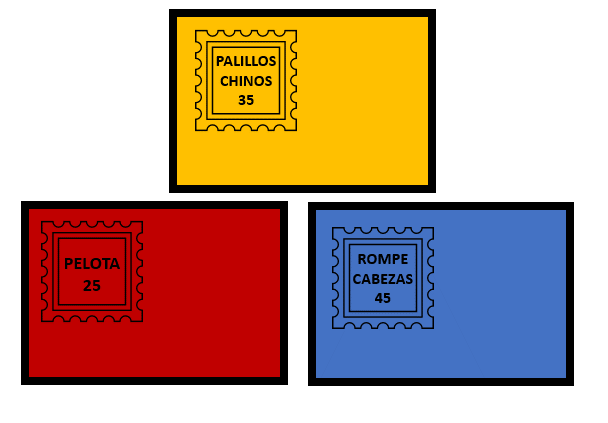 PALILLOS
CHINOS
35
PELOTA
25
ROMPE
CABEZAS
45